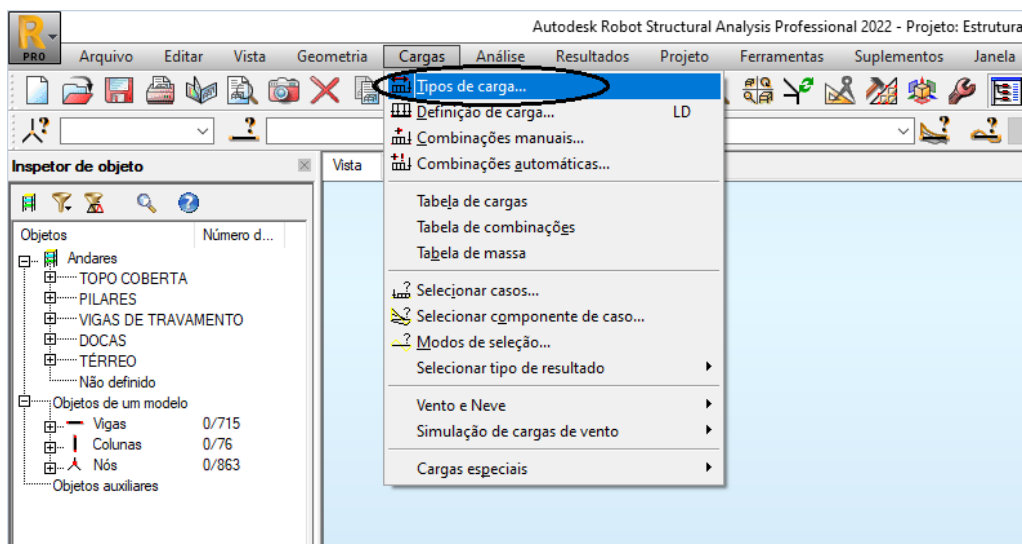 Autodesk Robot Structural Analysis Professional 2022 - Projeto: Estrutura
PRO Arquivo Editar Vista Geometria Cargas Análise Resultados Projeto Ferramentas Suplementos Janela
Tipos de carga...
Definição de carga... LD
Combinações manuais...
Combinações automáticas...
Tabela de cargas
Tabela de combinações
Tabela de massa
Selecionar casos...
Selecionar componente de caso...
Modos de seleção...
Selecionar tipo de resultado
Vento e Neve
Simulação de cargas de vento
Cargas especiais
Inspetor de objeto
Vista
Objetos Número d...
Andares
TOPO COBERTA
PILARES
VIGAS DE TRAVAMENTO
DOCAS
TÉRREO
Não definido
Objetos de um modelo
Vigas 0/715
Colunas 0/76
Nós 0/863
Objetos auxiliares